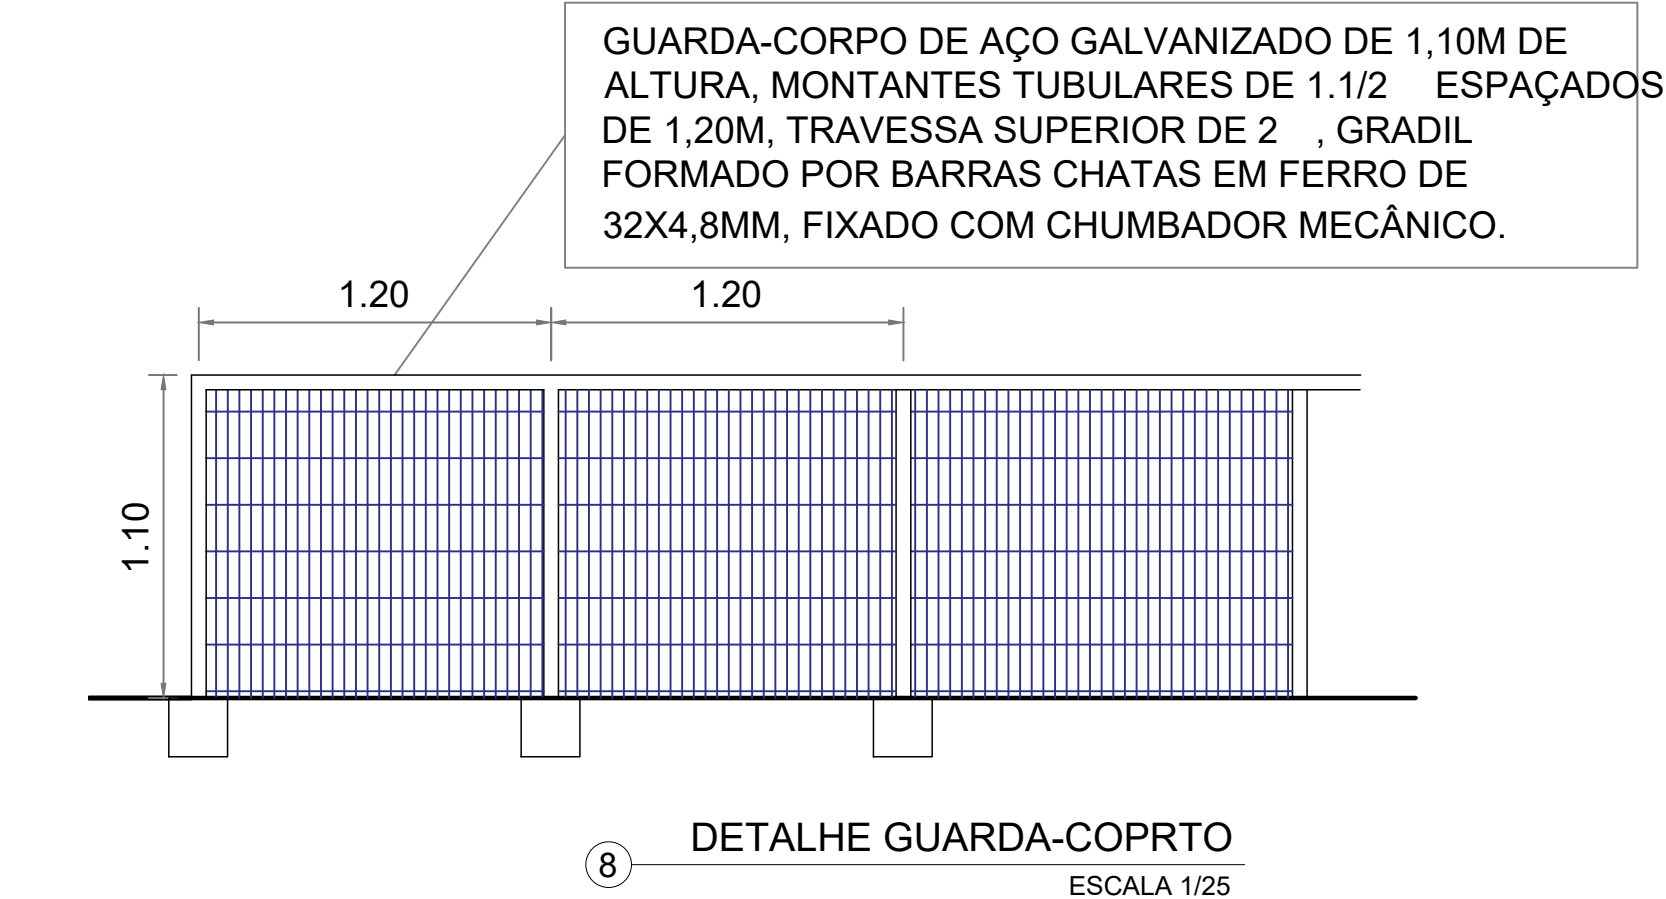 GUARDA-CORPO DE AÇO GALVANIZADO DE 1,10M DE
ALTURA, MONTANTES TUBULARES DE 1.1/2 ESPAÇADOS
DE 1,20M, TRAVESSA SUPERIOR DE 2 , GRADIL
FORMADO POR BARRAS CHATAS EM FERRO DE
32X4,8MM, FIXADO COM CHUMBADOR MECÂNICO.
1.20
1.20
1.10
DETALHE GUARDA-COPRTO
8
ESCALA 1/25